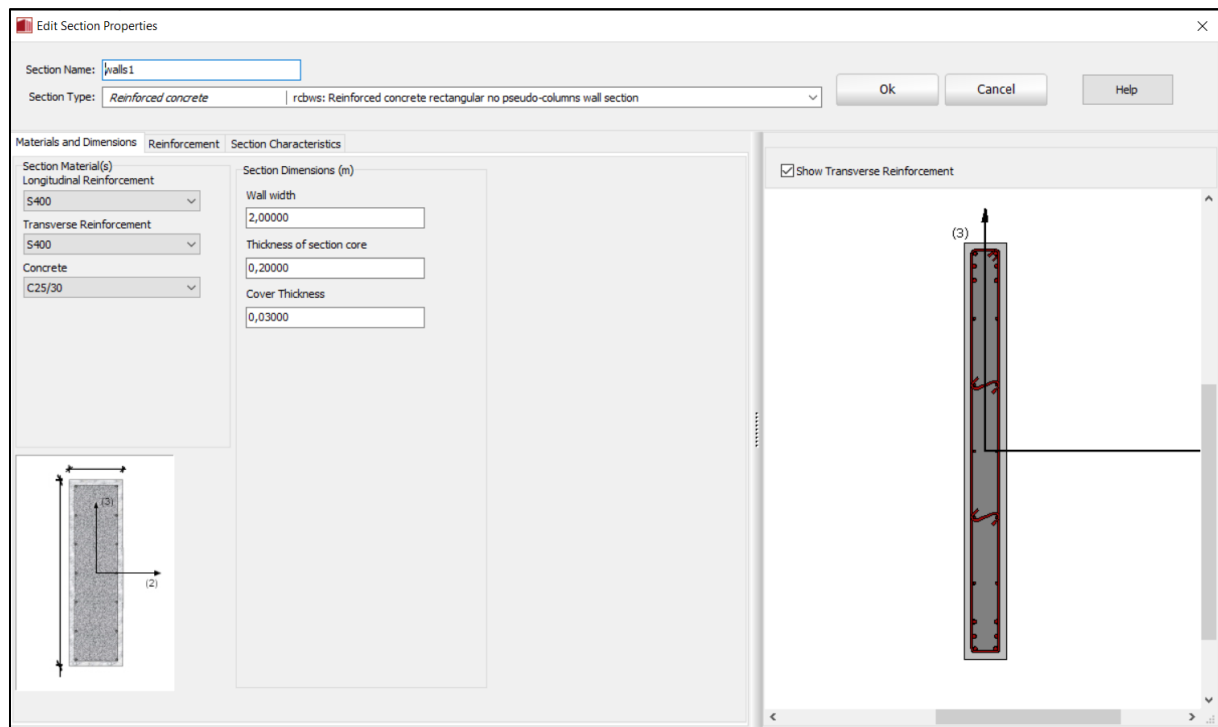 Edit Section Properties
Section Name: walls1
Section Type: Reinforced concrete rcbws: Reinforced concrete rectangular no pseudo-columns wall section
Ok Cancel Help
Materials and Dimensions Reinforcement Section Characteristics
Section Material(s)
Longitudinal Reinforcement
S400
Transverse Reinforcement
S400
Concrete
C25/30
Section Dimensions (m)
Wall width
2,00000
Thickness of section core
0,20000
Cover Thickness
0,03000
(3)
(2)
Show Transverse Reinforcement
(3)